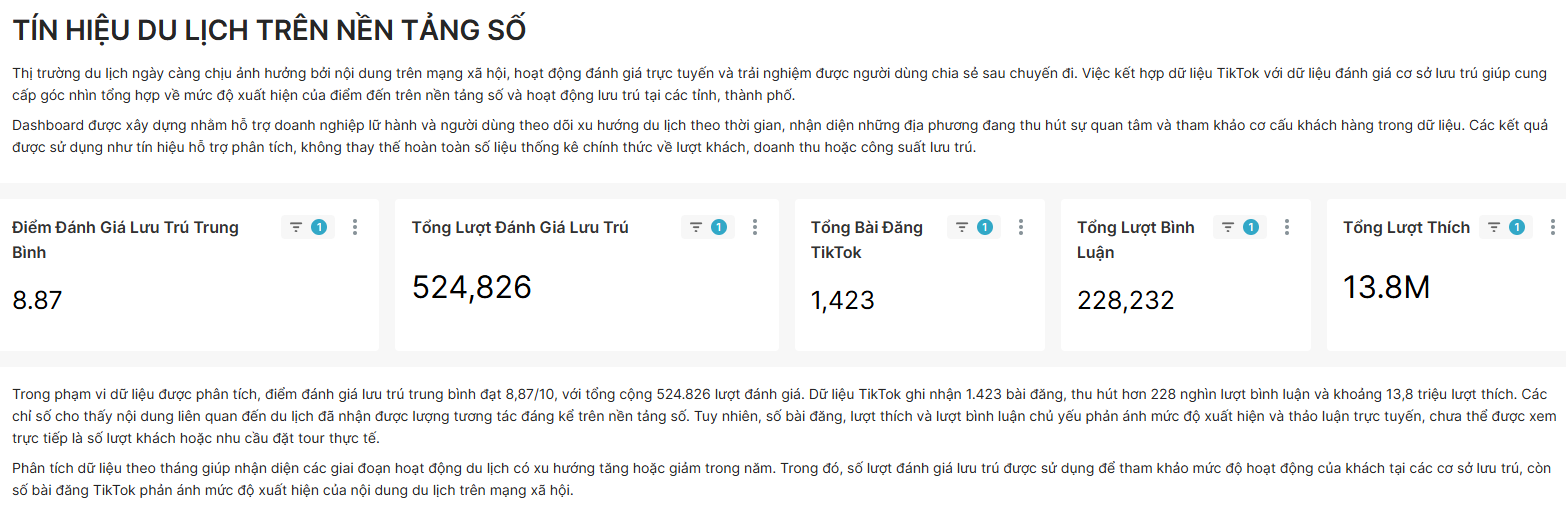 TÍN HIỆU DU LỊCH TRÊN NỀN TẢNG SỐ
Thị trường du lịch ngày càng chịu ảnh hưởng bởi nội dung trên mạng xã hội, hoạt động đánh giá trực tuyến và trải nghiệm được người dùng chia sẻ sau chuyến đi. Việc kết hợp dữ liệu TikTok với dữ liệu đánh giá cơ sở lưu trú giúp cung
cấp góc nhìn tổng hợp về mức độ xuất hiện của điểm đến trên nền tảng số và hoạt động lưu trú tại các tỉnh, thành phố.
Dashboard được xây dựng nhằm hỗ trợ doanh nghiệp lữ hành và người dùng theo dõi xu hướng du lịch theo thời gian, nhận diện những địa phương đang thu hút sự quan tâm và tham khảo cơ cấu khách hàng trong dữ liệu. Các kết quả
được sử dụng như tín hiệu hỗ trợ phân tích, không thay thế hoàn toàn số liệu thống kê chính thức về lượt khách, doanh thu hoặc công suất lưu trú.
Điểm Đánh Giá Lưu Trú Trung
Bình
1
8.87
Tổng Lượt Đánh Giá Lưu Trú
1
524,826
Tổng Bài Đăng
TikTok
1
1,423
Tổng Lượt Bình
Luận
1
228,232
Tổng Lượt Thích
1
13.8M
Trong phạm vi dữ liệu được phân tích, điểm đánh giá lưu trú trung bình đạt 8,87/10, với tổng cộng 524.826 lượt đánh giá. Dữ liệu TikTok ghi nhận 1.423 bài đăng, thu hút hơn 228 nghìn lượt bình luận và khoảng 13,8 triệu lượt thích. Các
chỉ số cho thấy nội dung liên quan đến du lịch đã nhận được lượng tương tác đáng kể trên nền tảng số. Tuy nhiên, số bài đăng, lượt thích và lượt bình luận chủ yếu phản ánh mức độ xuất hiện và thảo luận trực tuyến, chưa thể được xem
trực tiếp là số lượt khách hoặc nhu cầu đặt tour thực tế.
Phân tích dữ liệu theo tháng giúp nhận diện các giai đoạn hoạt động du lịch có xu hướng tăng hoặc giảm trong năm. Trong đó, số lượt đánh giá lưu trú được sử dụng để tham khảo mức độ hoạt động của khách tại các cơ sở lưu trú, còn
số bài đăng TikTok phản ánh mức độ xuất hiện của nội dung du lịch trên mạng xã hội.